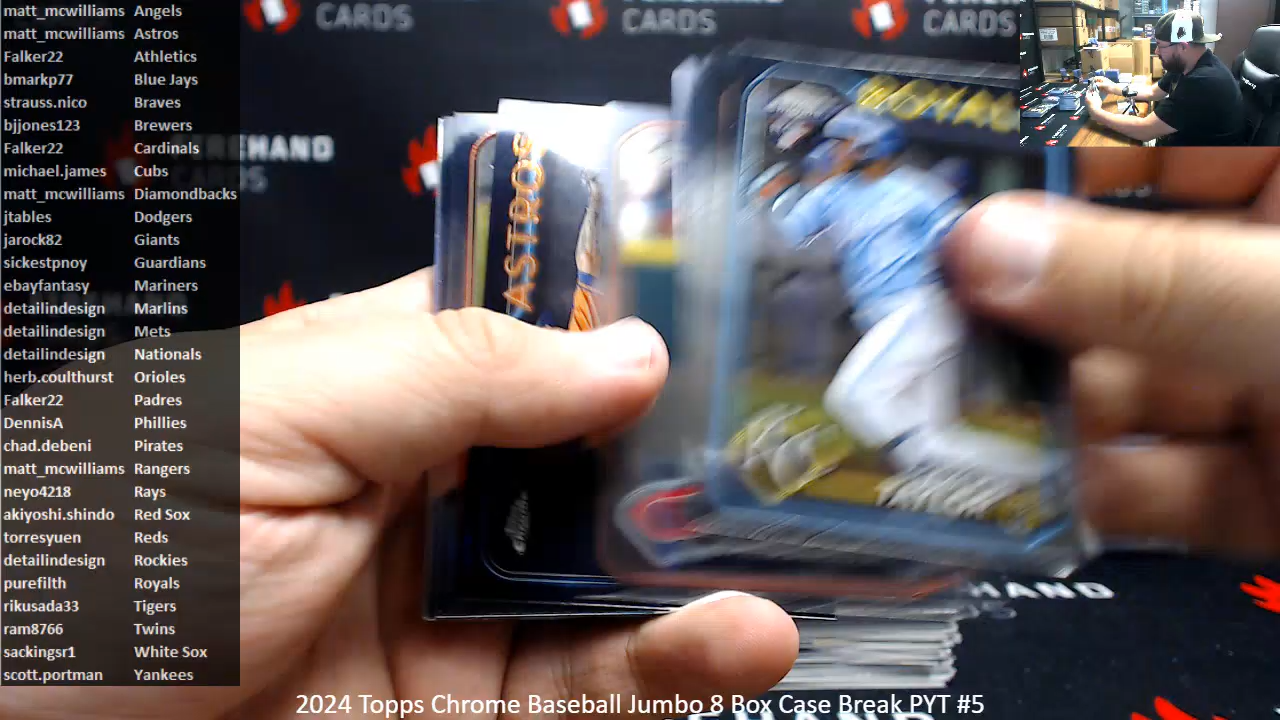 matt_mcwilliams Angels
matt_mcwilliams Astros
Falker22 Athletics
bmarkp77 Blue Jays
strauss.nico Braves
bjjones123 Brewers
Falker22 Cardinals
michael.james Cubs
matt_mcwilliams Diamondbacks
jtables Dodgers
jarock82 Giants
sickestpnoy Guardians
ebayfantasy Mariners
detailindesign Marlins
detailindesign Mets
detailindesign Nationals
herb.coulthurst Orioles
Falker22 Padres
DennisA Phillies
chad.debeni Pirates
matt_mcwilliams Rangers
neyo4218 Rays
akiyoshi.shindo Red Sox
torresyuen Reds
detailindesign Rockies
purefilth Royals
rikusada33 Tigers
ram8766 Twins
sackingsr1 White Sox
scott.portman Yankees
CARDS
CARDS
CARDS
ASTROS
ROYAL
2024 Topps Chrome Baseball Jumbo 8 Box Case Break PYT #5